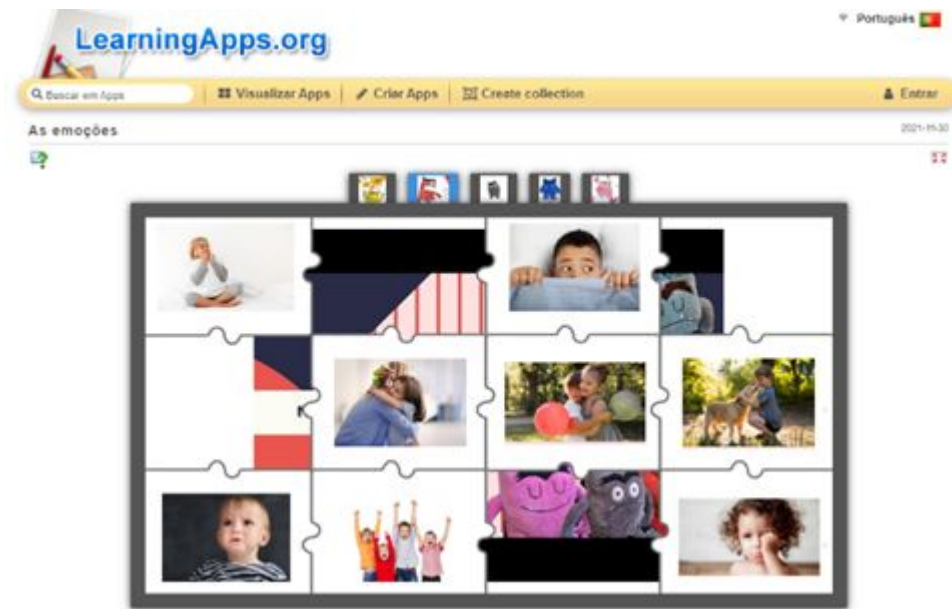 Português
LearningApps.org
Buscar em Apps
Visualizar Apps
Criar Apps
Create collection
Entrar
As emoções
2021-11-30